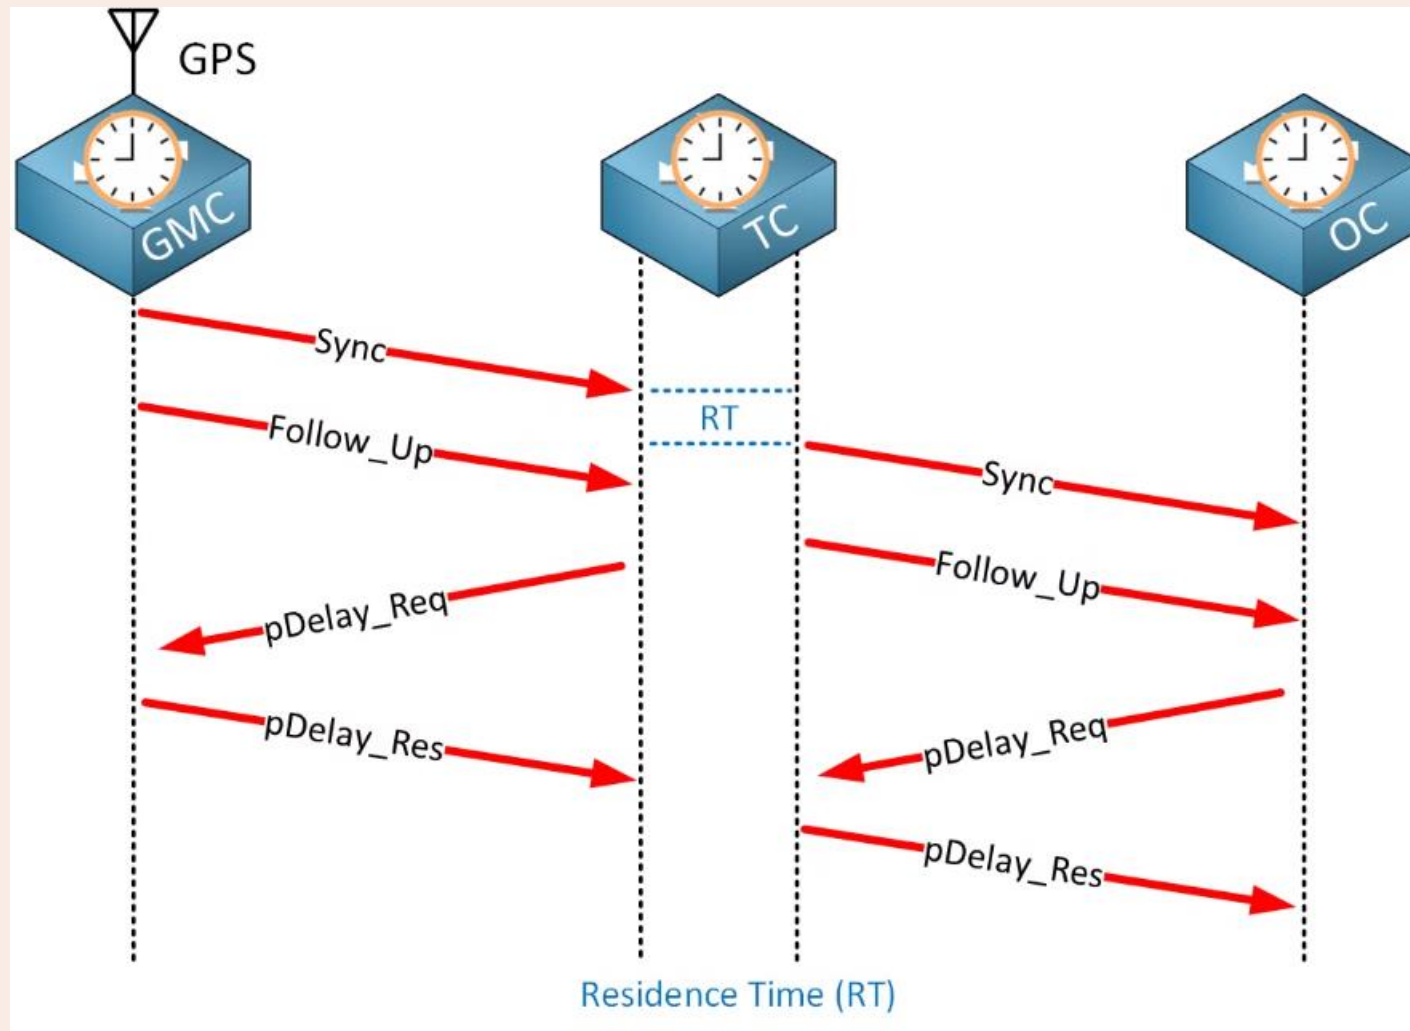 GPS
GMC
TC
OC
Sync
RT
Follow_Up
Sync
Follow_Up
pDelay_Req
pDelay_Res
pDelay_Req
pDelay_Res
Residence Time (RT)